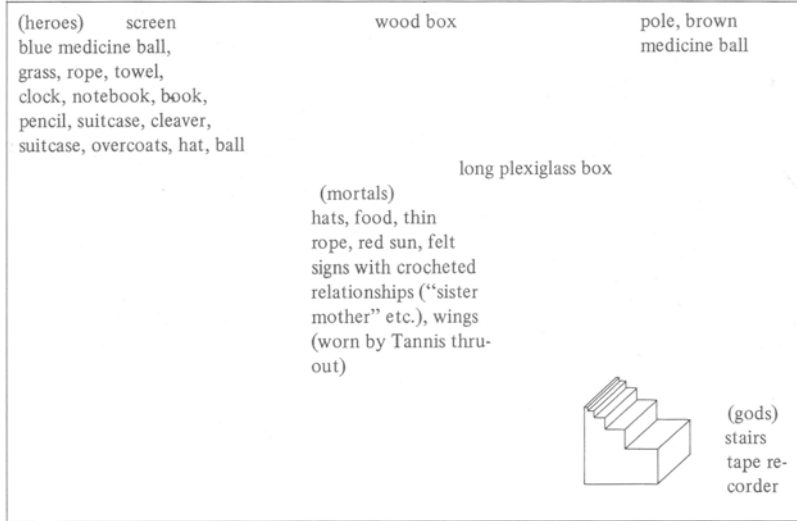 (heroes) screen
wood box
pole, brown
medicine ball
blue medicine ball,
grass, rope, towel,
clock, notebook, book,
pencil, suitcase, cleaver,
suitcase, overcoats, hat, ball
long plexiglass box
(mortals)
hats, food, thin
rope, red sun, felt
signs with crocheted
relationships (“sister
mother” etc.), wings
(worn by Tannis thru-
out)
(gods)
stairs
tape re-
corder